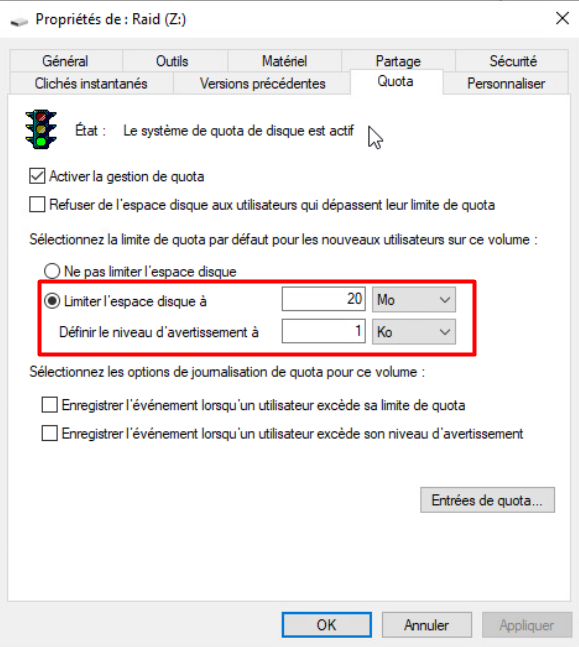 Propriétés de : Raid (Z:)
Général Outils Matériel Partage Sécurité
Clichés instantanés Versions précédentes Quota Personnaliser
État : Le système de quota de disque est actif
Activer la gestion de quota
Refuser de l'espace disque aux utilisateurs qui dépassent leur limite de quota
Sélectionnez la limite de quota par défaut pour les nouveaux utilisateurs sur ce volume :
Ne pas limiter l'espace disque
Limiter l'espace disque à 20 Mo
Définir le niveau d'avertissement à 1 Ko
Sélectionnez les options de journalisation de quota pour ce volume :
Enregistrer l'événement lorsqu'un utilisateur excède sa limite de quota
Enregistrer l'événement lorsqu'un utilisateur excède son niveau d'avertissement
Entrées de quota...
OK Annuler Appliquer